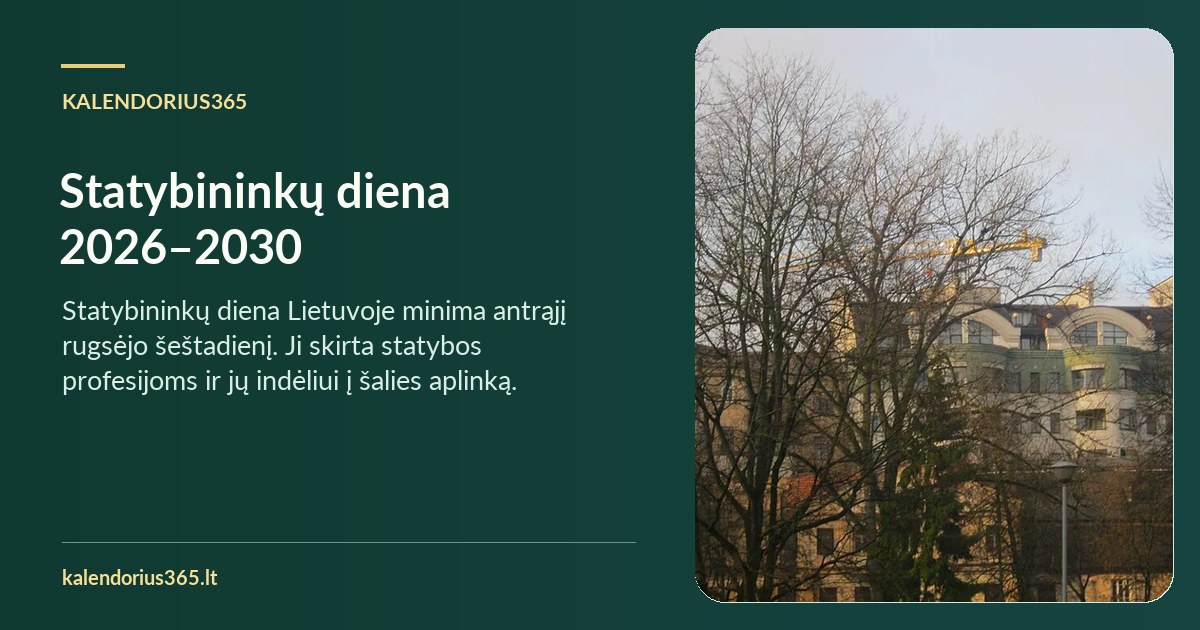 KALENDORIUS365
Statybininkų diena
2026–2030
Statybininkų diena Lietuvoje minima antrąjį
rugsėjo šeštadienį. Ji skirta statybos
profesijoms ir jų indėliui į šalies aplinką.
kalendorius365.lt